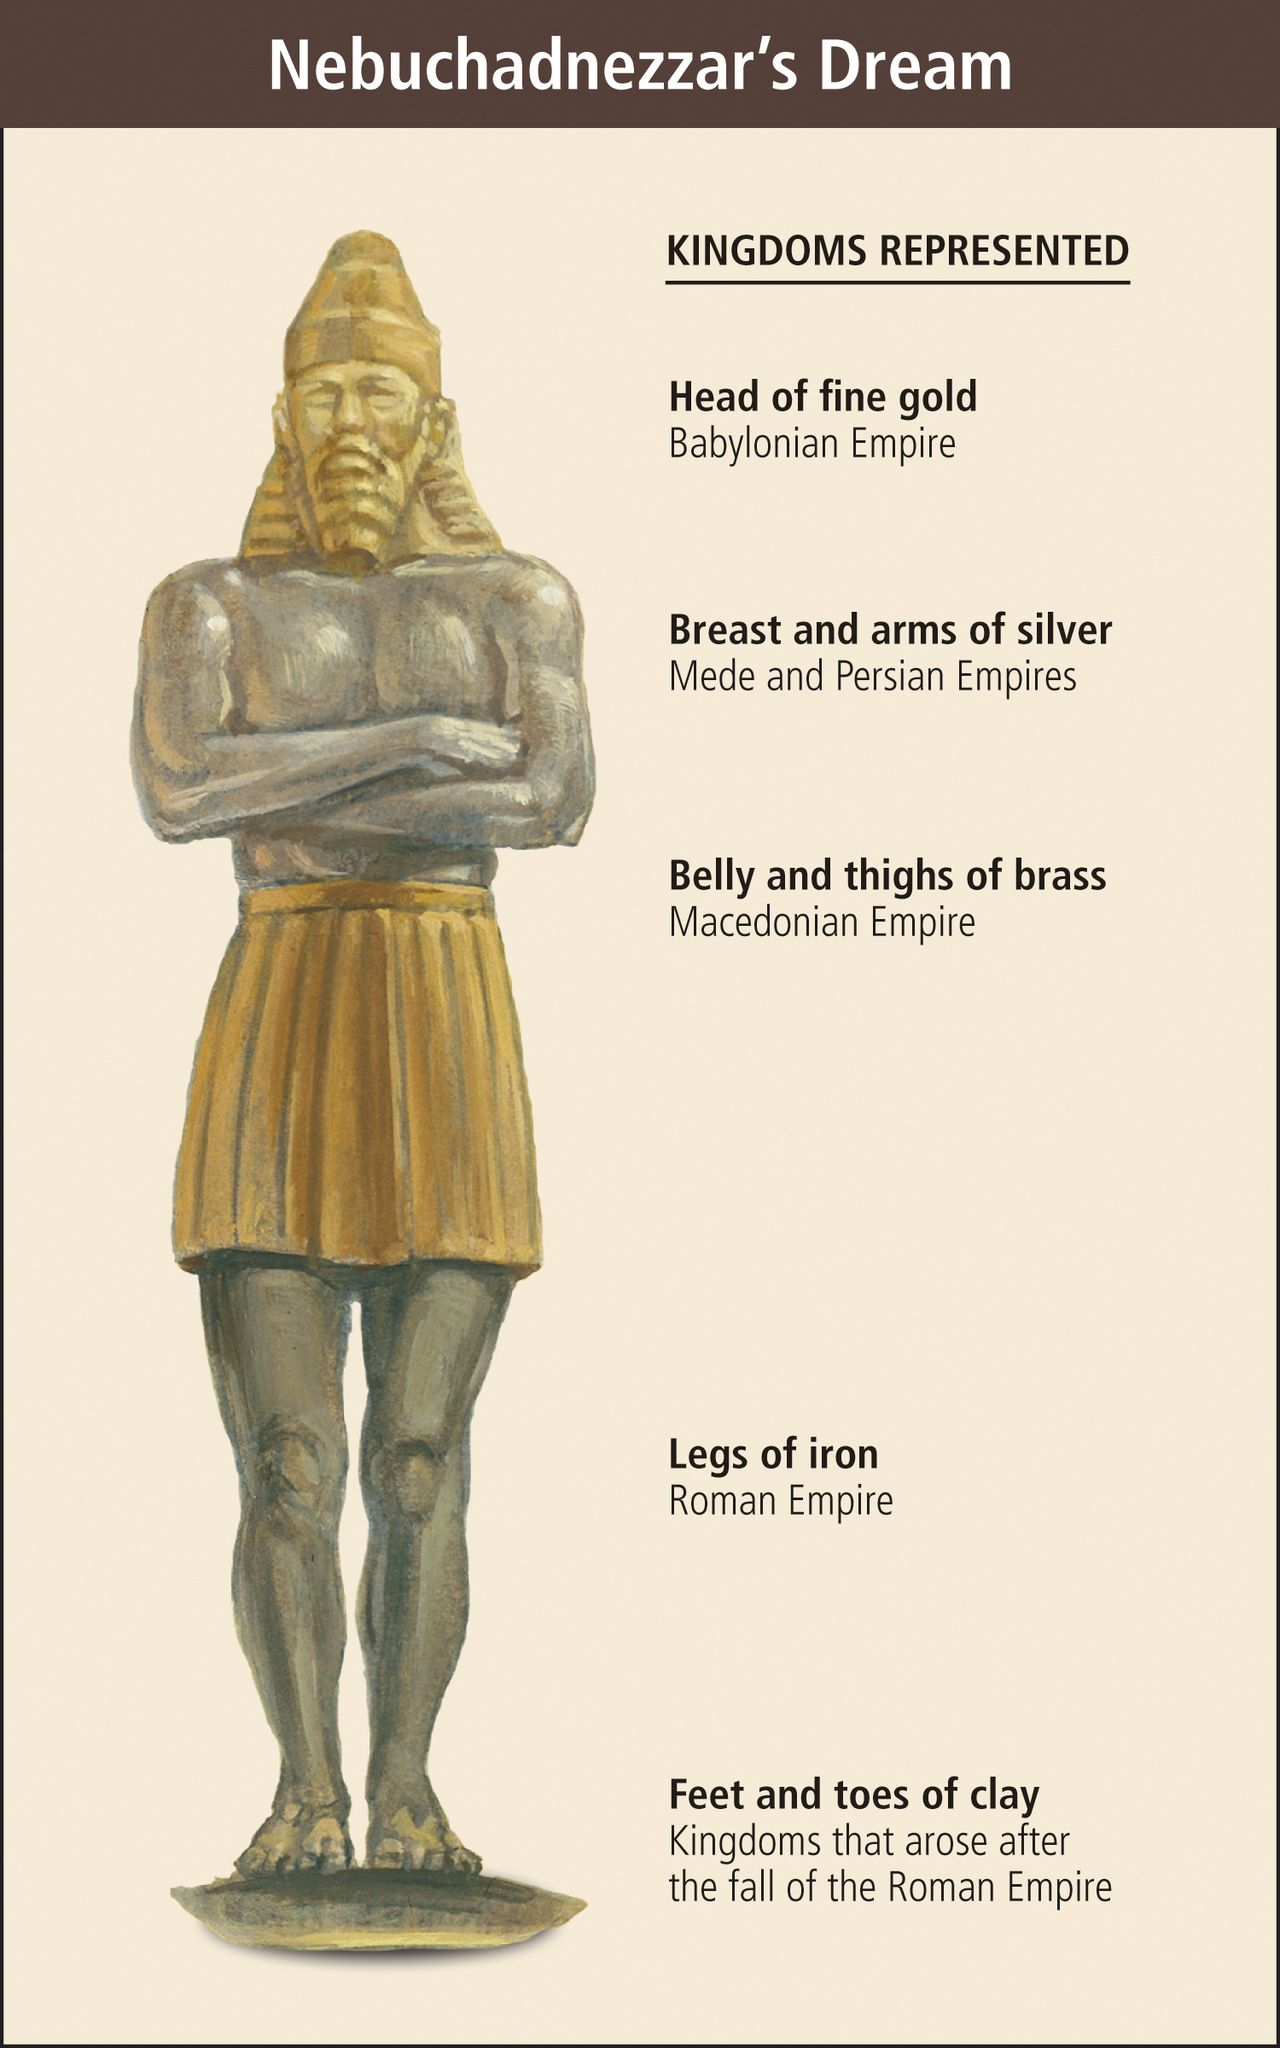 Nebuchadnezzar’s Dream
KINGDOMS REPRESENTED
Head of fine gold
Babylonian Empire
Breast and arms of silver
Mede and Persian Empires
Belly and thighs of brass
Macedonian Empire
Legs of iron
Roman Empire
Feet and toes of clay
Kingdoms that arose after
the fall of the Roman Empire